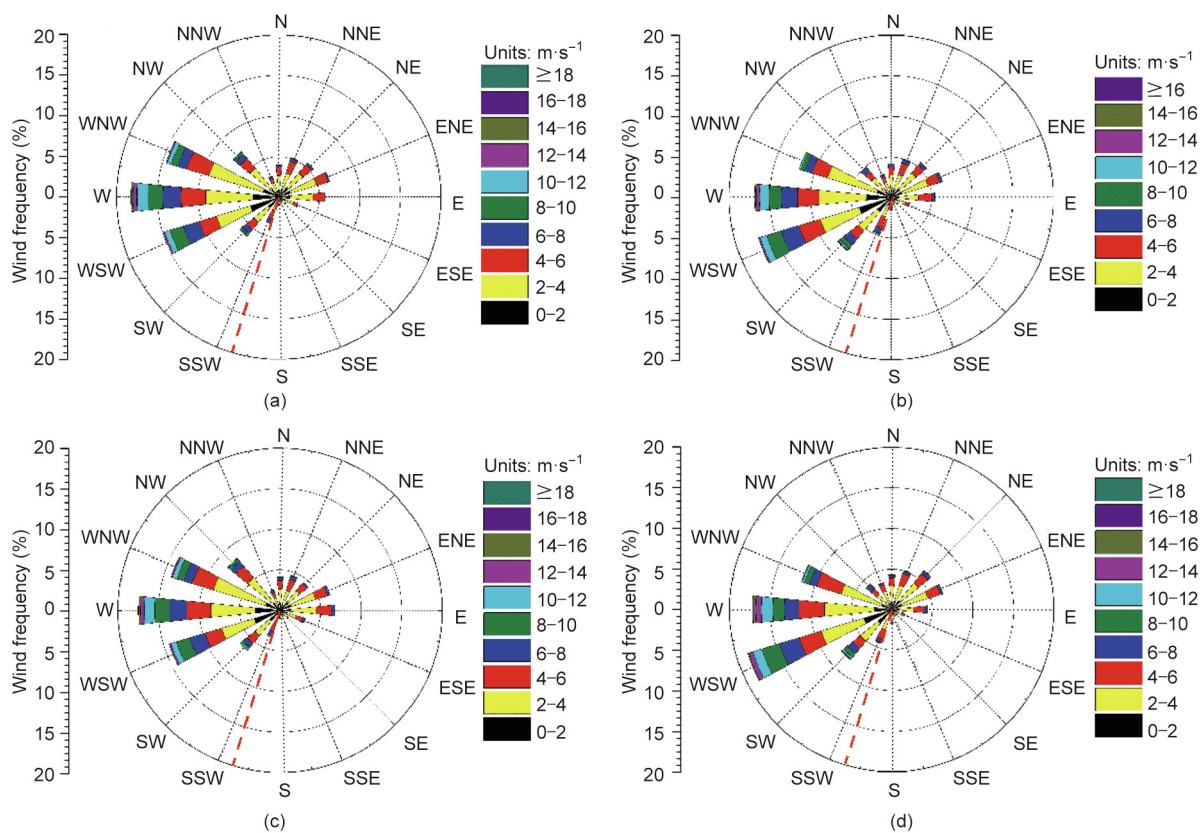 N
NNW
NNE
NW
NE
WNW
ENE
W
E
WSW
ESE
SW
SE
SSW
SSE
S
20
15
10
5
0
5
10
15
20
Wind frequency (%)
Units: m·s⁻¹
≥18
16–18
14–16
12–14
10–12
8–10
6–8
4–6
2–4
0–2
(a)
N
NNW
NNE
NW
NE
WNW
ENE
W
E
WSW
ESE
SW
SE
SSW
SSE
S
20
15
10
5
0
5
10
15
20
Wind frequency (%)
Units: m·s⁻¹
≥16
14–16
12–14
10–12
8–10
6–8
4–6
2–4
0–2
(b)
N
NNW
NNE
NW
NE
WNW
ENE
W
E
WSW
ESE
SW
SE
SSW
SSE
S
20
15
10
5
0
5
10
15
20
Wind frequency (%)
Units: m·s⁻¹
≥18
16–18
14–16
12–14
10–12
8–10
6–8
4–6
2–4
0–2
(c)
N
NNW
NNE
NW
NE
WNW
ENE
W
E
WSW
ESE
SW
SE
SSW
SSE
S
20
15
10
5
0
5
10
15
20
Wind frequency (%)
Units: m·s⁻¹
≥18
16–18
14–16
12–14
10–12
8–10
6–8
4–6
2–4
0–2
(d)